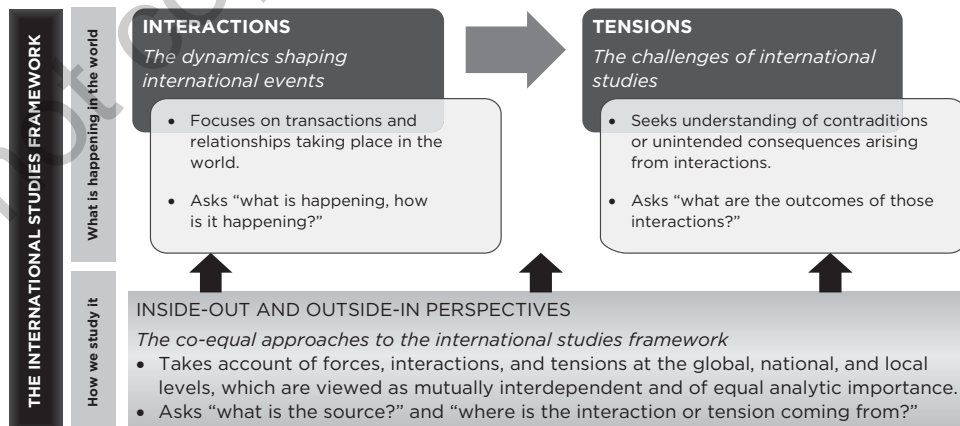 THE INTERNATIONAL STUDIES FRAMEWORK
What is happening in the world
INTERACTIONS
The dynamics shaping
international events
• Focuses on transactions and
relationships taking place in the
world.
• Asks “what is happening, how
is it happening?”
TENSIONS
The challenges of international
studies
• Seeks understanding of contraditions
or unintended consequences arising
from interactions.
• Asks “what are the outcomes of those
interactions?”
How we study it
INSIDE-OUT AND OUTSIDE-IN PERSPECTIVES
The co-equal approaches to the international studies framework
• Takes account of forces, interactions, and tensions at the global, national, and local
levels, which are viewed as mutually interdependent and of equal analytic importance.
• Asks “what is the source?” and “where is the interaction or tension coming from?”
not co